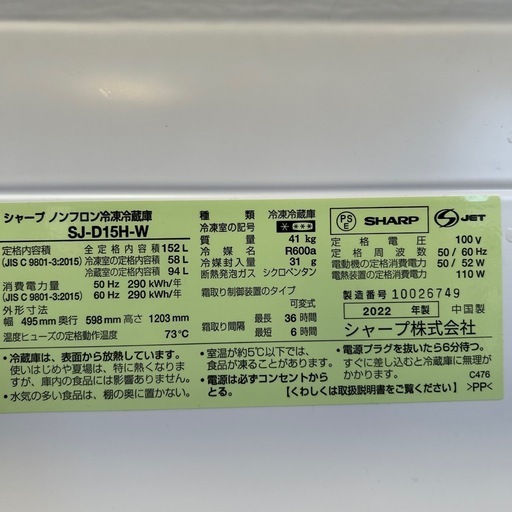 シャープ ノンフロン冷凍冷蔵庫
SJ-D15H-W
定格内容積 全定格内容積 152 L
(JIS C 9801-3:2015) 冷凍室の定格内容積 58 L
冷蔵室の定格内容積 94 L
消費電力量 50 Hz 290 kWh/年
(JIS C 9801-3:2015) 60 Hz 290 kWh/年
外形寸法
幅 495 mm 奥行 598 mm 高さ 1203 mm
温度ヒューズの定格動作温度 73℃
種類 冷凍冷蔵庫
冷凍室の記号
質量 41 kg
冷媒名 R600a
冷媒封入量 31 g
断熱発泡ガス シクロペンタン
霜取り制御装置のタイプ
可変式
霜取り間隔 最長 36 時間
最短 6 時間
PS
E
SHARP
JET
定格電圧 100 V
定格周波数 50 / 60 Hz
電動機の定格消費電力 50 / 52 W
電熱装置の定格消費電力 110 W
製造番号 10026749
2022 年製 中国製
シャープ株式会社
• 冷蔵庫は、表面から放熱しています。
使いはじめや夏場は、特に熱くなりま
すが、庫内の食品には影響ありません。
• 水気の多い食品は、棚の奥に置かない。
• 室温が約5℃以下では、
食品が凍ることがあります。
• 電源は必ずコンセントから
とる。
• 電源プラグを抜いたら6分待つ。
すぐに差し込むと冷蔵庫に無理が
かかります。 C476
【くわしくは取扱説明書をご覧ください】 >PP<